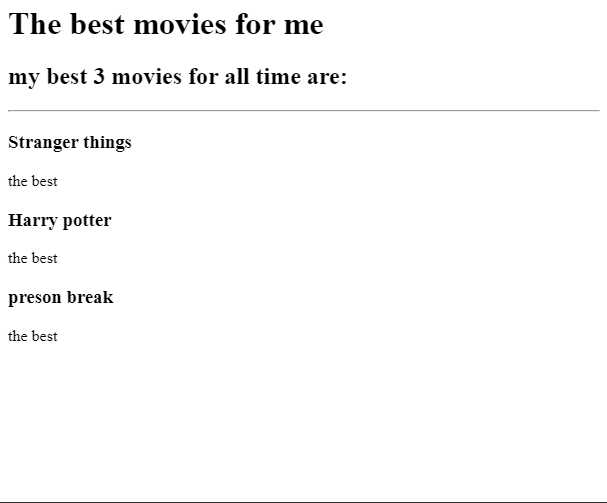 The best movies for me
my best 3 movies for all time are:
Stranger things
the best
Harry potter
the best
preson break
the best